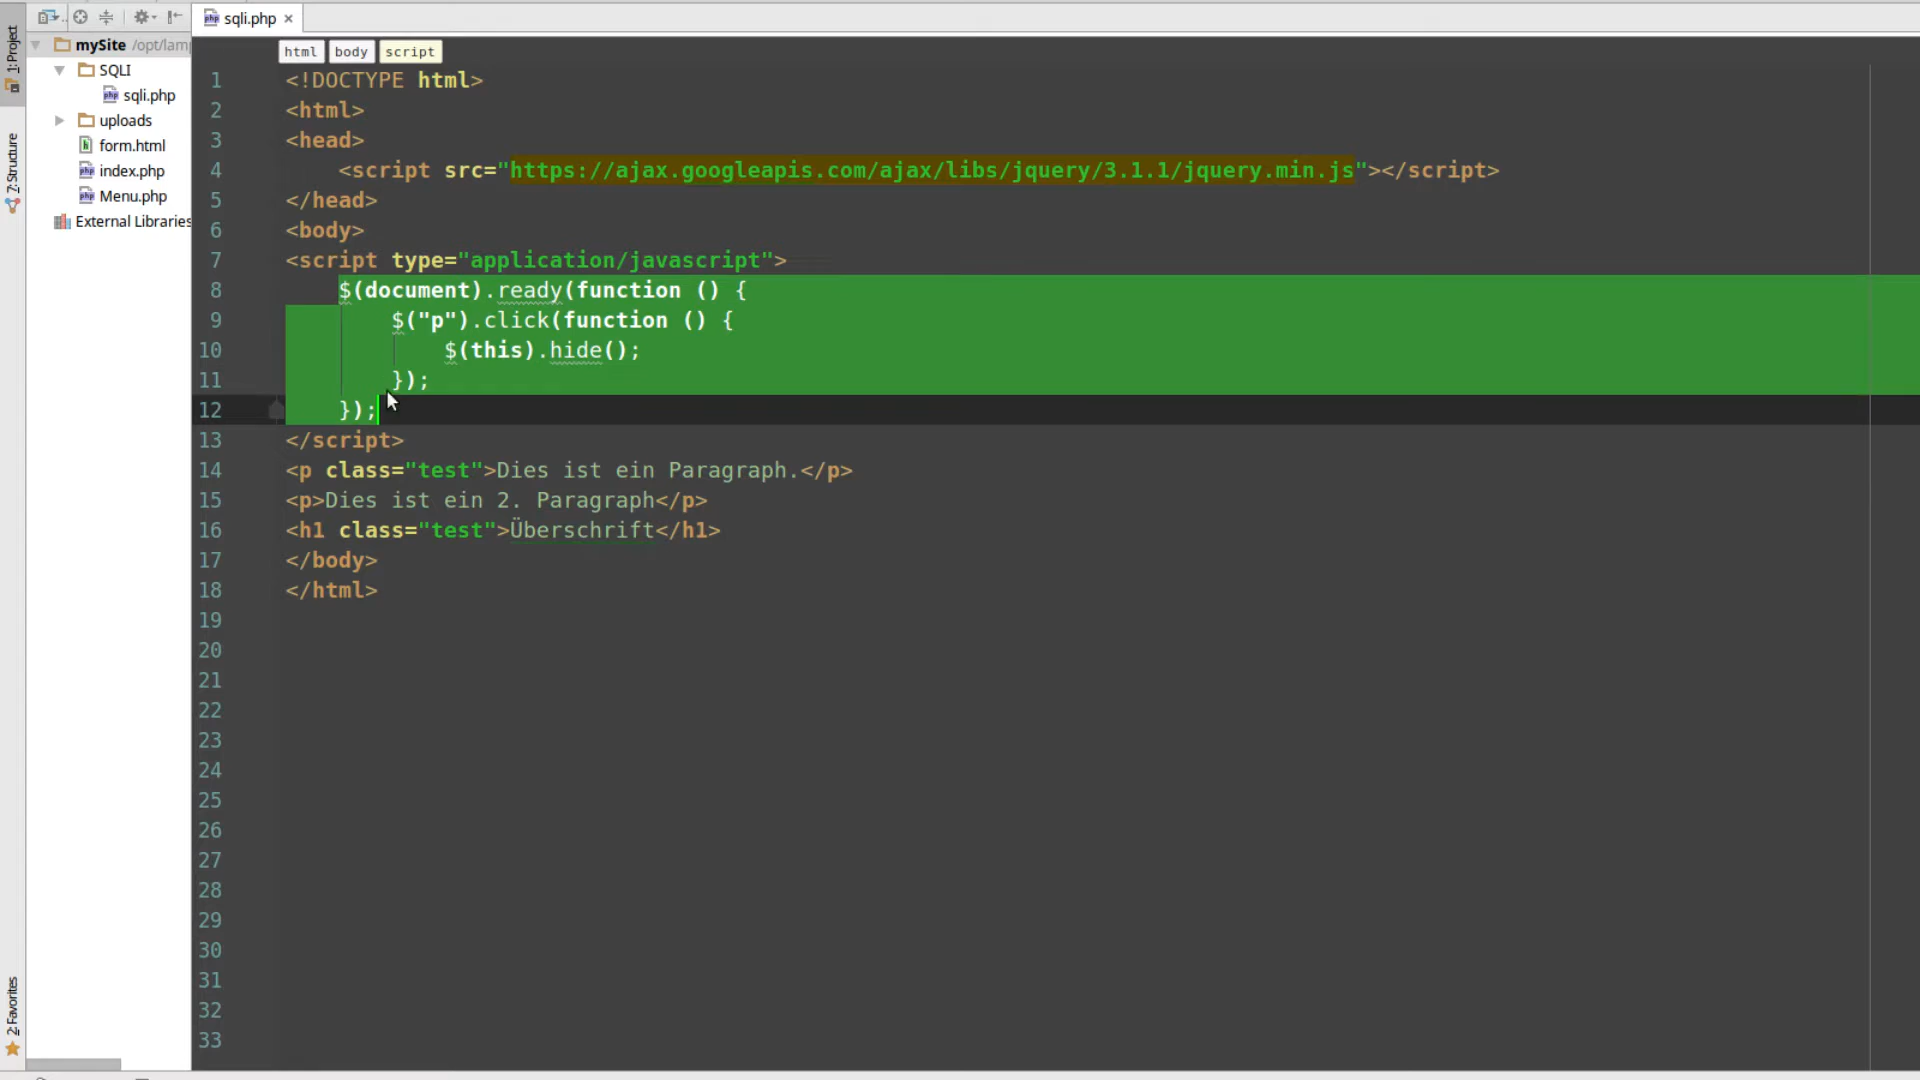 sqli.php ×
1: Project
mySite /opt/lam
SQLI
sqli.php
uploads
form.html
index.php
Menu.php
External Libraries
7: Structure
2: Favorites
html body script
1 <!DOCTYPE html>
2 <html>
3 <head>
4 <script src="https://ajax.googleapis.com/ajax/libs/jquery/3.1.1/jquery.min.js"></script>
5 </head>
6 <body>
7 <script type="application/javascript">
8 $(document).ready(function () {
9 $("p").click(function () {
10 $(this).hide();
11 });
12 });
13 </script>
14 <p class="test">Dies ist ein Paragraph.</p>
15 <p>Dies ist ein 2. Paragraph</p>
16 <h1 class="test">Überschrift</h1>
17 </body>
18 </html>
19
20
21
22
23
24
25
26
27
28
29
30
31
32
33